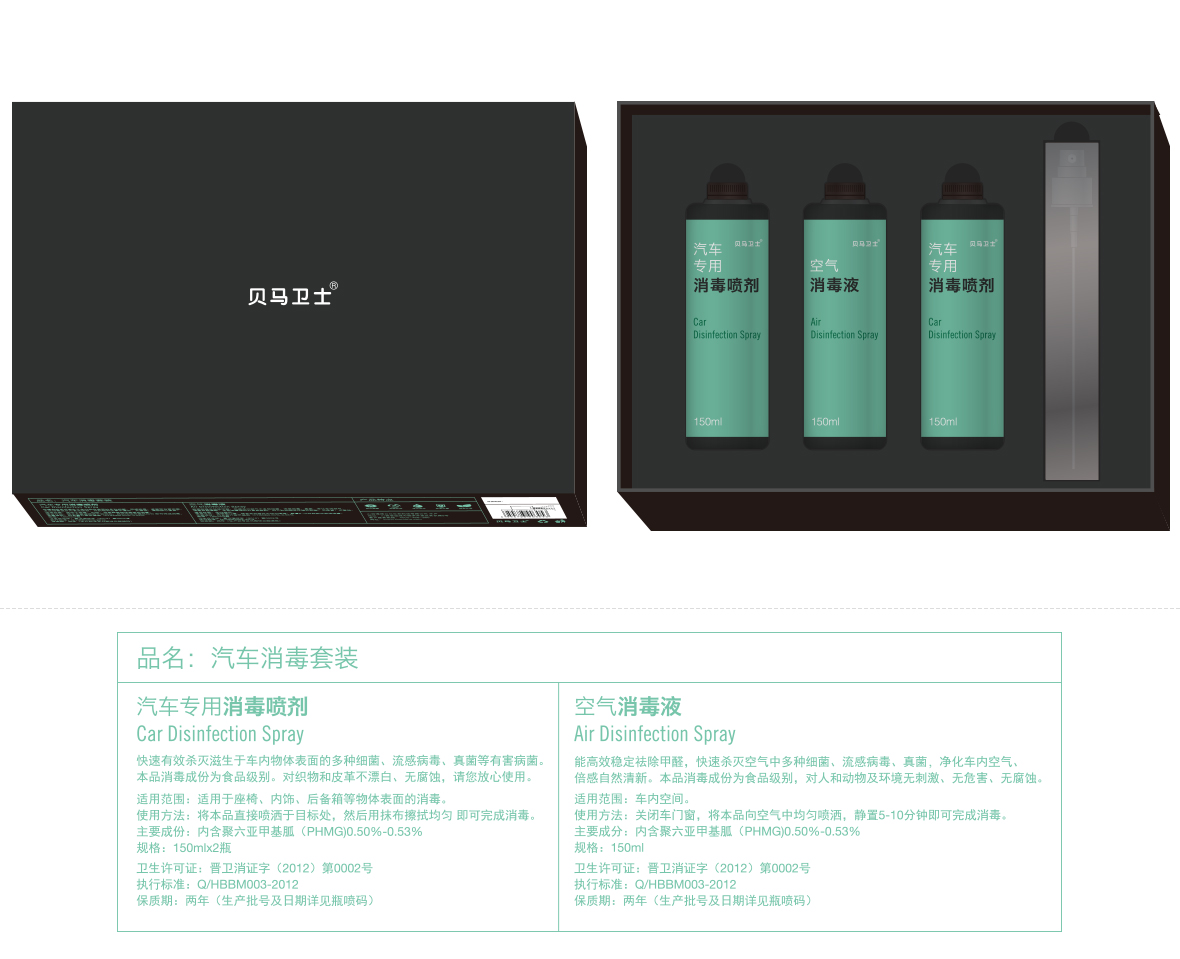 贝马卫士®
汽车
专用
消毒喷剂
贝马卫士®
Car
Disinfection Spray
150ml
空气
消毒液
贝马卫士®
Air
Disinfection Spray
150ml
汽车
专用
消毒喷剂
贝马卫士®
Car
Disinfection Spray
150ml
品名：汽车消毒套装
汽车专用消毒喷剂
Car Disinfection Spray
快速有效杀灭滋生于车内物体表面的多种细菌、流感病毒、真菌等有害病菌。
本品消毒成份为食品级别。对织物和皮革不漂白、无腐蚀，请您放心使用。
适用范围：适用于座椅、内饰、后备箱等物体表面的消毒。
使用方法：将本品直接喷洒于目标处，然后用抹布擦拭均匀 即可完成消毒。
主要成份：内含聚六亚甲基胍（PHMG)0.50%-0.53%
规格：150mlx2瓶
卫生许可证：晋卫消证字（2012）第0002号
执行标准：Q/HBBM003-2012
保质期：两年（生产批号及日期详见瓶喷码）
空气消毒液
Air Disinfection Spray
能高效稳定祛除甲醛，快速杀灭空气中多种细菌、流感病毒、真菌，净化车内空气、
倍感自然清新。本品消毒成份为食品级别，对人和动物及环境无刺激、无危害、无腐蚀。
适用范围：车内空间。
使用方法：关闭车门窗，将本品向空气中均匀喷洒，静置5-10分钟即可完成消毒。
主要成分：内含聚六亚甲基胍（PHMG)0.50%-0.53%
规格：150ml
卫生许可证：晋卫消证字（2012）第0002号
执行标准：Q/HBBM003-2012
保质期：两年（生产批号及日期详见瓶喷码）